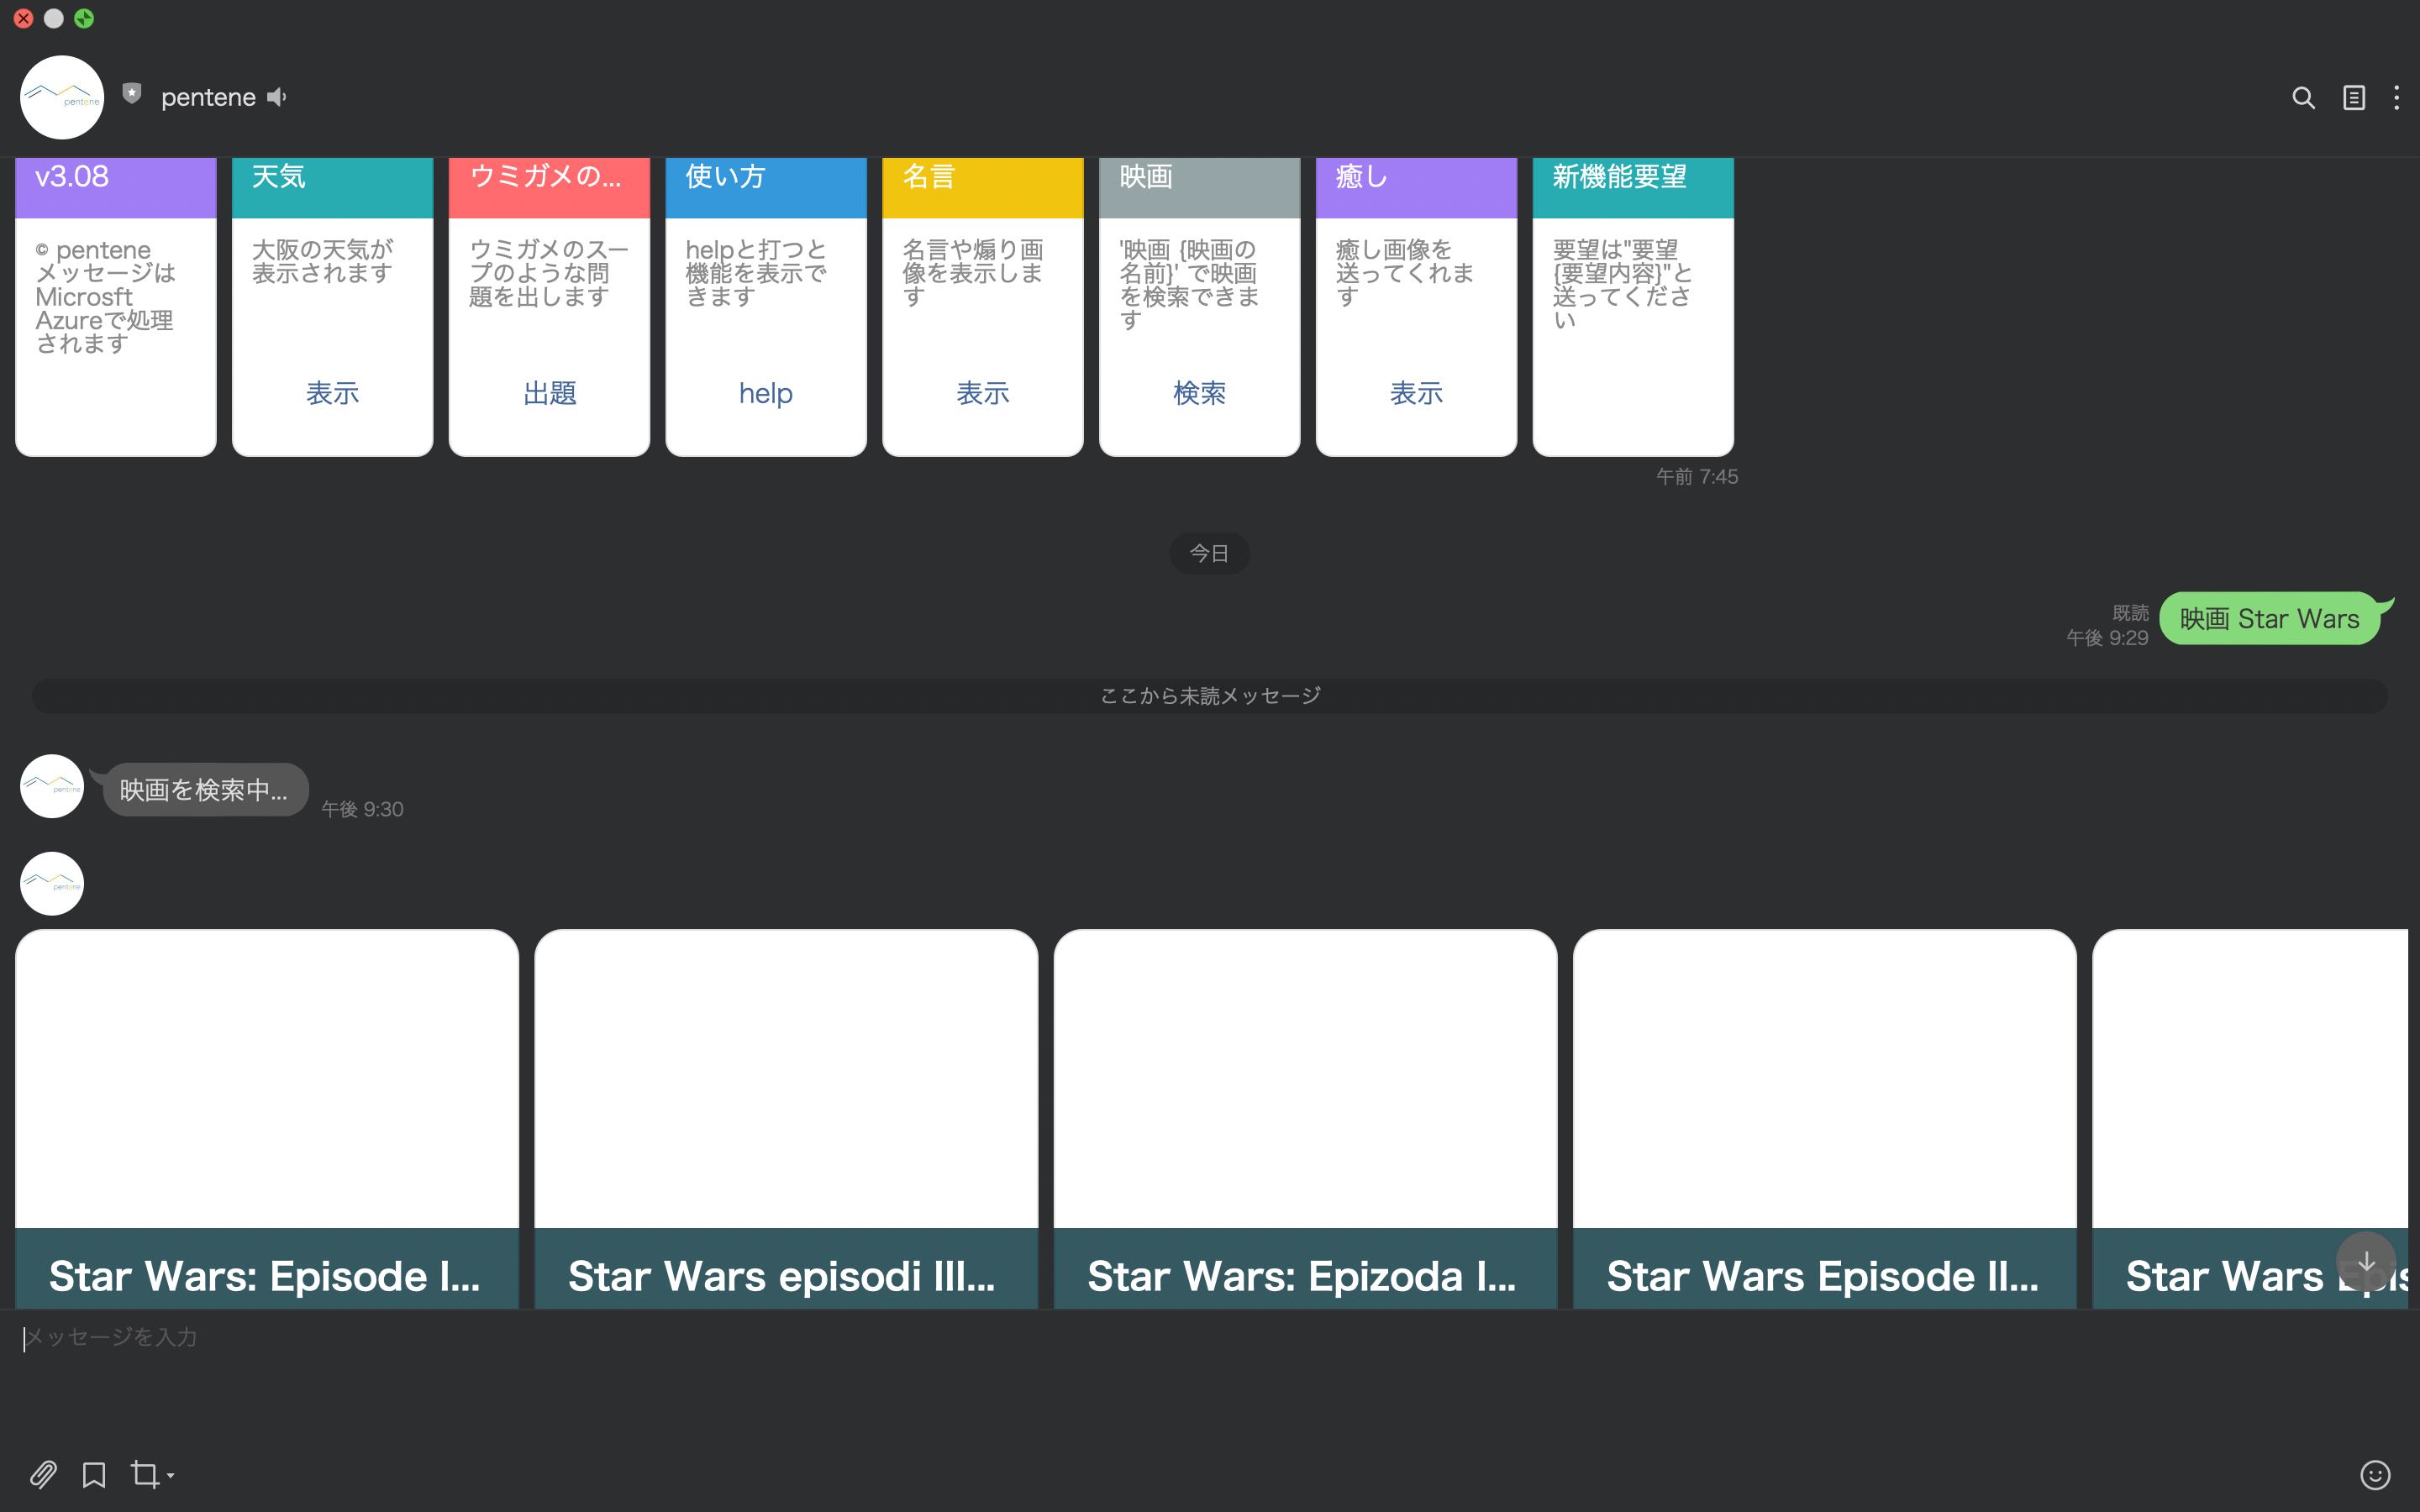 pentene
pentene
v3.08
© pentene
メッセージは
Microsft
Azureで処理
されます
天気
大阪の天気が
表示されます
表示
ウミガメの...
ウミガメのスー
プのような問
題を出します
出題
使い方
helpと打つと
機能を表示で
きます
help
名言
名言や煽り画
像を表示しま
す
表示
映画
'映画 {映画の
名前}' で映画
を検索できま
す
検索
癒し
癒し画像を
送ってくれま
す
表示
新機能要望
要望は"要望
{要望内容}"と
送ってくださ
い
午前 7:45
今日
既読
午後 9:29
映画 Star Wars
ここから未読メッセージ
pentene
映画を検索中...
午後 9:30
pentene
Star Wars: Episode I...
Star Wars episodi III...
Star Wars: Epizoda I...
Star Wars Episode II...
Star Wars Epis
メッセージを入力